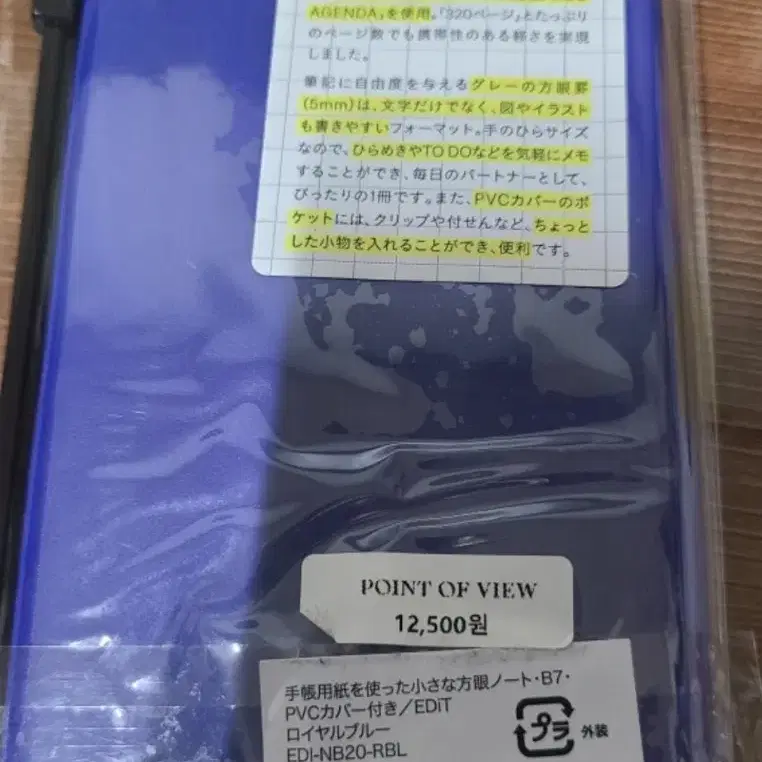 AGENDA」を使用。「320ページ」とたっぷり
のページ数でも携帯性のある軽さを実現
しました。
筆記に自由度を与えるグレーの方眼罫
(5mm)は、文字だけでなく、図やイラスト
も書きやすいフォーマット。手のひらサイズ
なので、ひらめきやTO DOなどを気軽にメモ
することができ、毎日のパートナーとして、
ぴったりの1冊です。また、PVCカバーのポ
ケットには、クリップや付せんなど、ちょっと
した小物を入れることができ、便利です。
POINT OF VIEW
12,500원
手帳用紙を使った小さな方眼ノート・B7・
PVCカバー付き/EDiT
ロイヤルブルー
EDI-NB20-RBL
プラ 外装